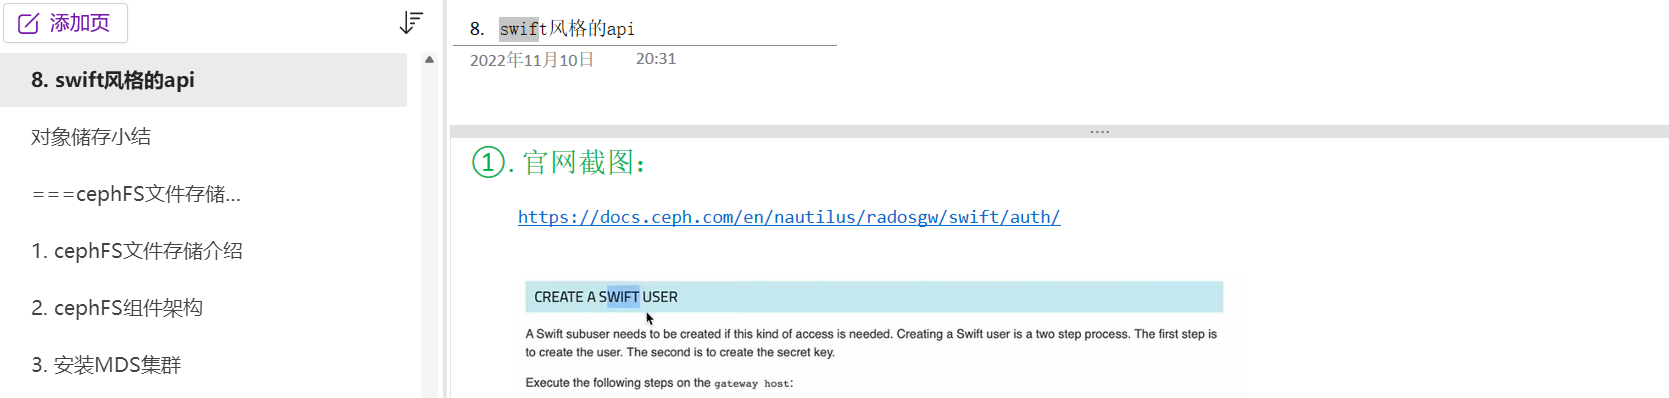 添加页
8. swift风格的api
对象储存小结
===cephFS文件存储...
1. cephFS文件存储介绍
2. cephFS组件架构
3. 安装MDS集群
8. swift风格的api
2022年11月10日 20:31
①. 官网截图：
https://docs.ceph.com/en/nautilus/radosgw/swift/auth/
CREATE A SWIFT USER
A Swift subuser needs to be created if this kind of access is needed. Creating a Swift user is a two step process. The first step is
to create the user. The second is to create the secret key.
Execute the following steps on the gateway host: